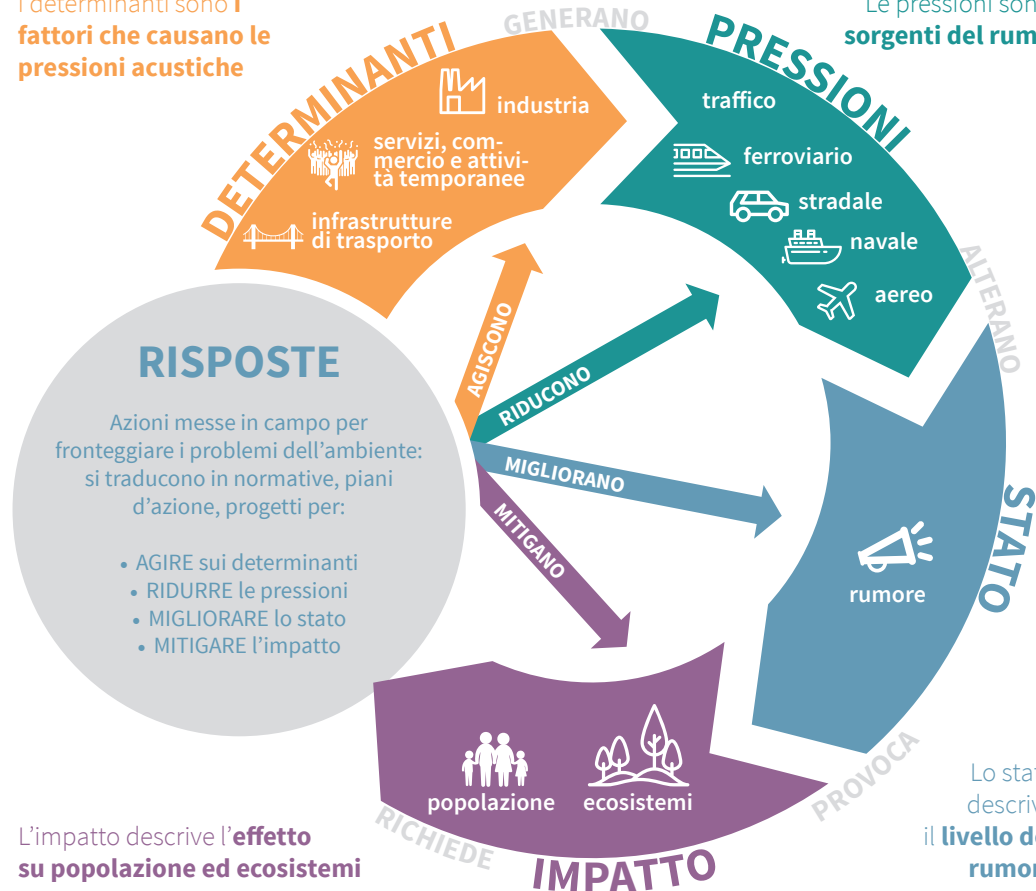 I determinanti sono i
fattori che causano le
pressioni acustiche
GENERANO
Le pressioni son
sorgenti del rum
DETERMINANTI
industria
servizi, com-
mercio e attivi-
tà temporanee
infrastrutture
di trasporto
PRESSIONI
traffico
ferroviario
stradale
navale
aereo
ALTERANO
AGISCONO
RIDUCONO
MIGLIORANO
MITIGANO
RISPOSTE
Azioni messe in campo per
fronteggiare i problemi dell’ambiente:
si traducono in normative, piani
d’azione, progetti per:
• AGIRE sui determinanti
• RIDURRE le pressioni
• MIGLIORARE lo stato
• MITIGARE l’impatto
STATO
rumore
PROVOCA
Lo sta
descriv
il livello de
rumor
popolazione
ecosistemi
RICHIEDE
IMPATTO
L’impatto descrive l’effetto
su popolazione ed ecosistemi